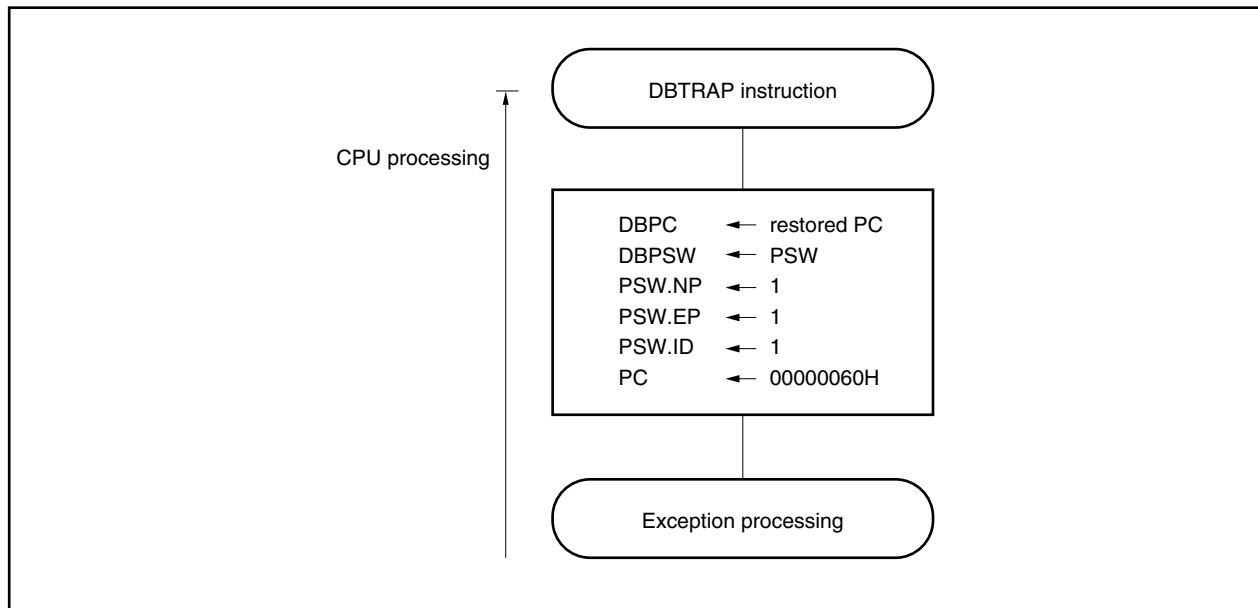 DBTRAP instruction
CPU processing
DBPC ← restored PC
DBPSW ← PSW
PSW.NP ← 1
PSW.EP ← 1
PSW.ID ← 1
PC ← 00000060H
Exception processing